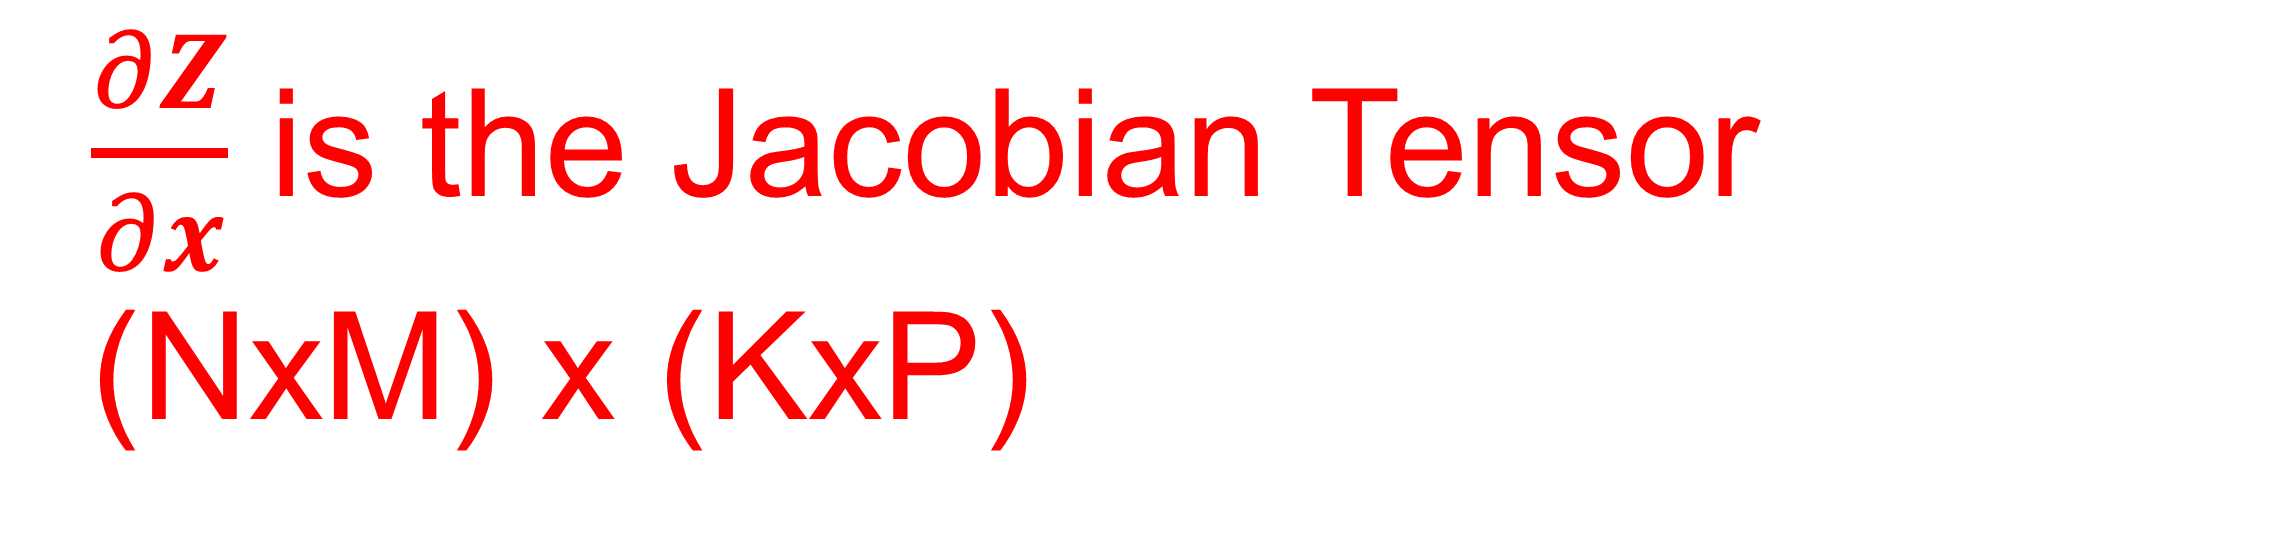 ∂Z/∂x is the Jacobian Tensor
(NxM) x (KxP)